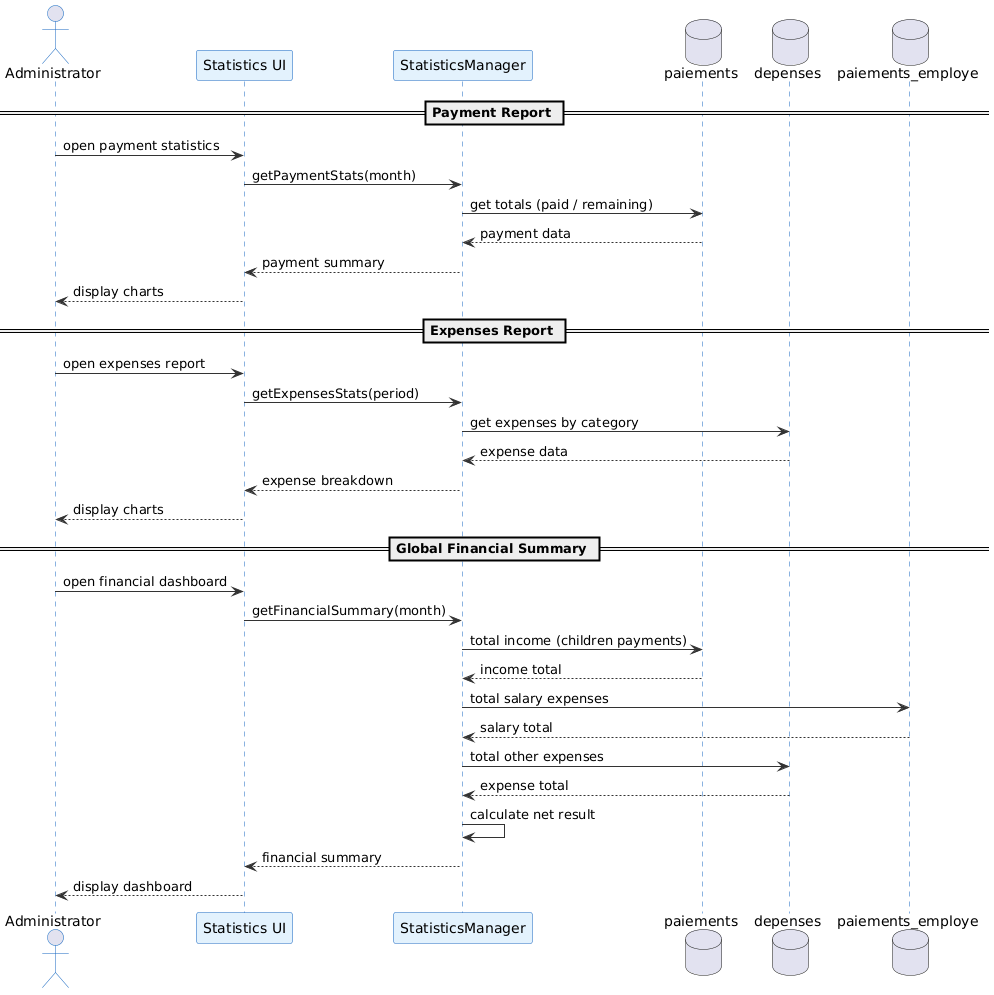 Administrator
Statistics UI
StatisticsManager
paiements
depenses
paiements_employe
Payment Report
open payment statistics
getPaymentStats(month)
get totals (paid / remaining)
payment data
payment summary
display charts
Expenses Report
open expenses report
getExpensesStats(period)
get expenses by category
expense data
expense breakdown
display charts
Global Financial Summary
open financial dashboard
getFinancialSummary(month)
total income (children payments)
income total
total salary expenses
salary total
total other expenses
expense total
calculate net result
financial summary
display dashboard
Administrator
Statistics UI
StatisticsManager
paiements
depenses
paiements_employe